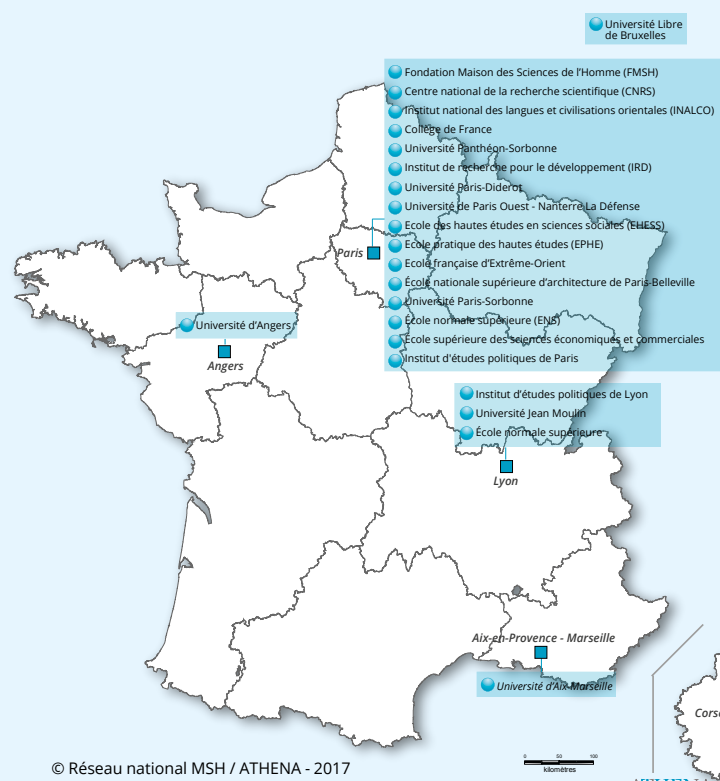 Université Libre
de Bruxelles
Fondation Maison des Sciences de l'Homme (FMSH)
Centre national de la recherche scientifique (CNRS)
Institut national des langues et civilisations orientales (INALCO)
Collège de France
Université Panthéon-Sorbonne
Institut de recherche pour le développement (IRD)
Université Paris-Diderot
Université de Paris Ouest - Nanterre La Défense
Ecole des hautes études en sciences sociales (EHESS)
Ecole pratique des hautes études (EPHE)
Ecole française d'Extrême-Orient
École nationale supérieure d'architecture de Paris-Belleville
Université Paris-Sorbonne
École normale supérieure (ENS)
École supérieure des sciences économiques et commerciales
Institut d'études politiques de Paris
Paris
Université d'Angers
Angers
Institut d'études politiques de Lyon
Université Jean Moulin
École normale supérieure
Lyon
Aix-en-Provence - Marseille
Université d'Aix-Marseille
0 50 100
kilomètres
© Réseau national MSH / ATHENA - 2017